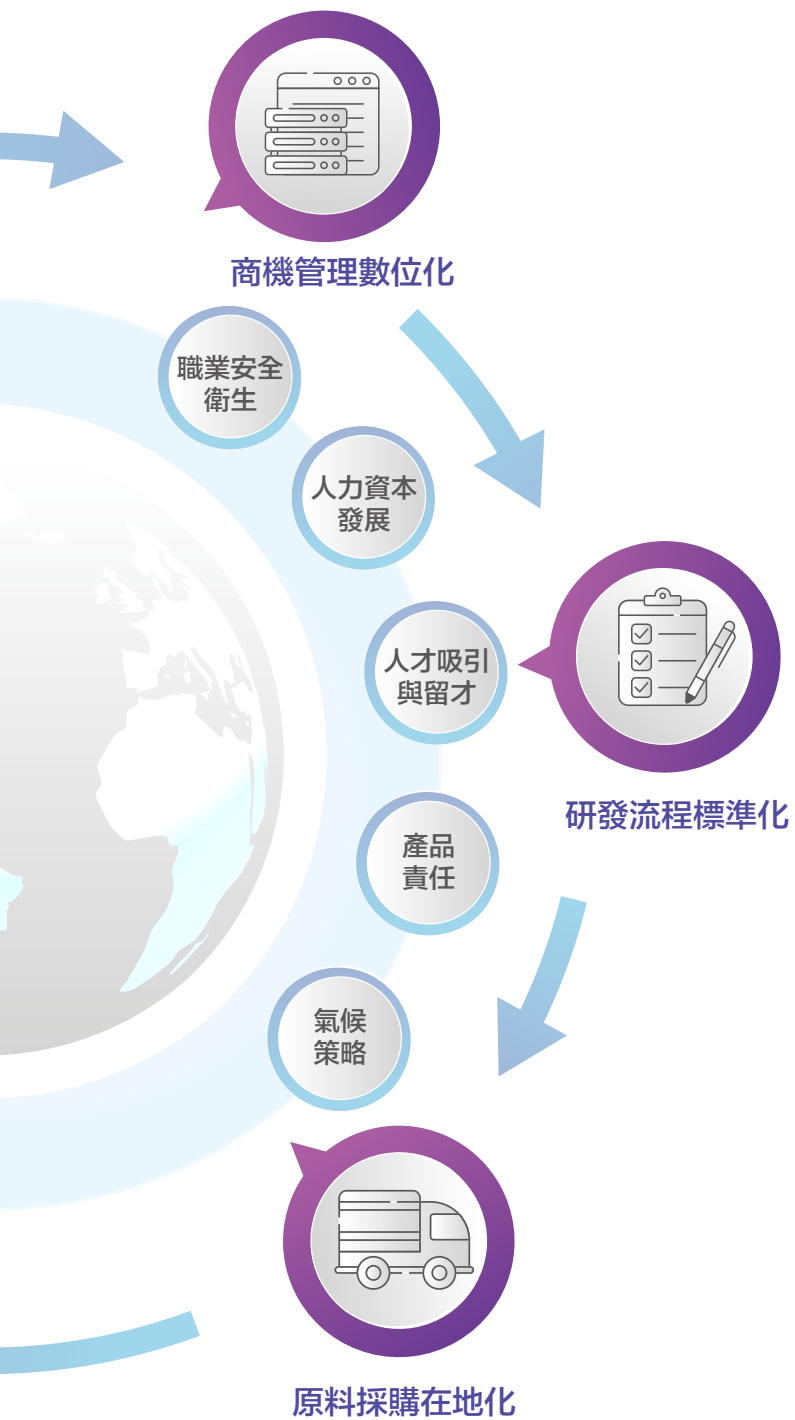 商機管理數位化
職業安全
衛生
人力資本
發展
人才吸引
與留才
研發流程標準化
產品
責任
氣候
策略
原料採購在地化